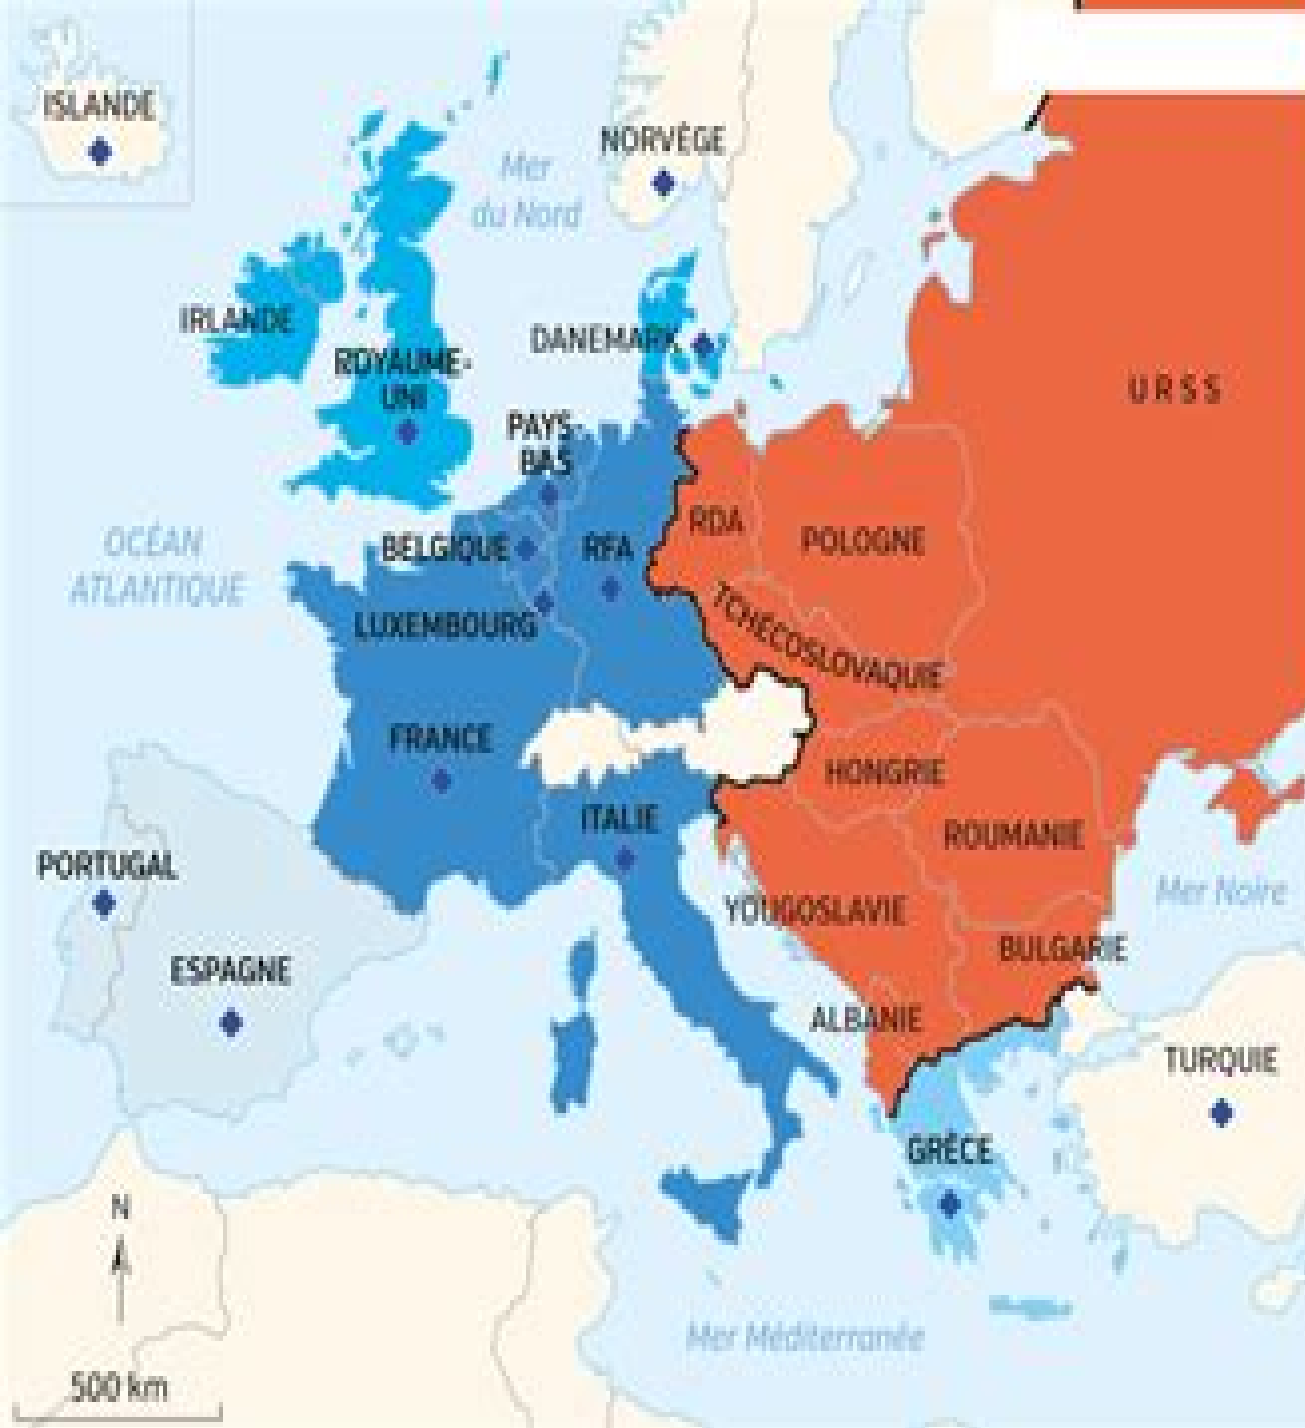 ISLANDE
NORVÈGE
Mer
du Nord
IRLANDE
DANEMARK
ROYAUME-
UNI
URSS
PAYS-
BAS
RDA
POLOGNE
OCÉAN
ATLANTIQUE
BELGIQUE
RFA
LUXEMBOURG
TCHÉCOSLOVAQUIE
FRANCE
HONGRIE
ITALIE
ROUMANIE
PORTUGAL
Mer Noire
YOUGOSLAVIE
BULGARIE
ESPAGNE
ALBANIE
TURQUIE
GRÈCE
N
Mer Méditerranée
500 km